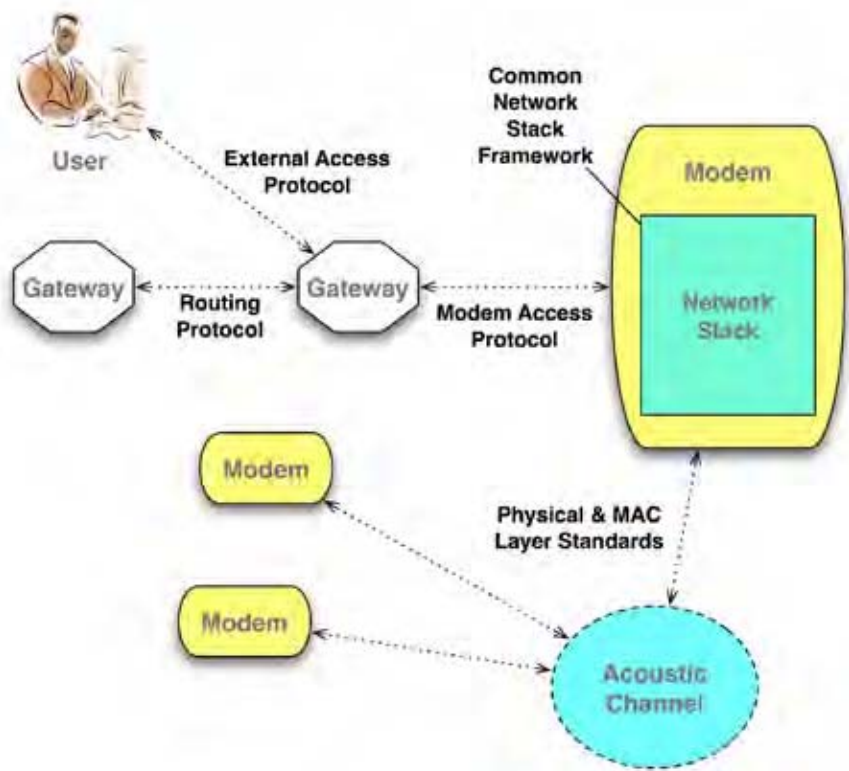 Common
Network
Stack
Framework
User
External Access
Protocol
Modem
Gateway
Routing
Protocol
Gateway
Modem Access
Protocol
Network
Stack
Modem
Physical & MAC
Layer Standards
Modem
Acoustic
Channel